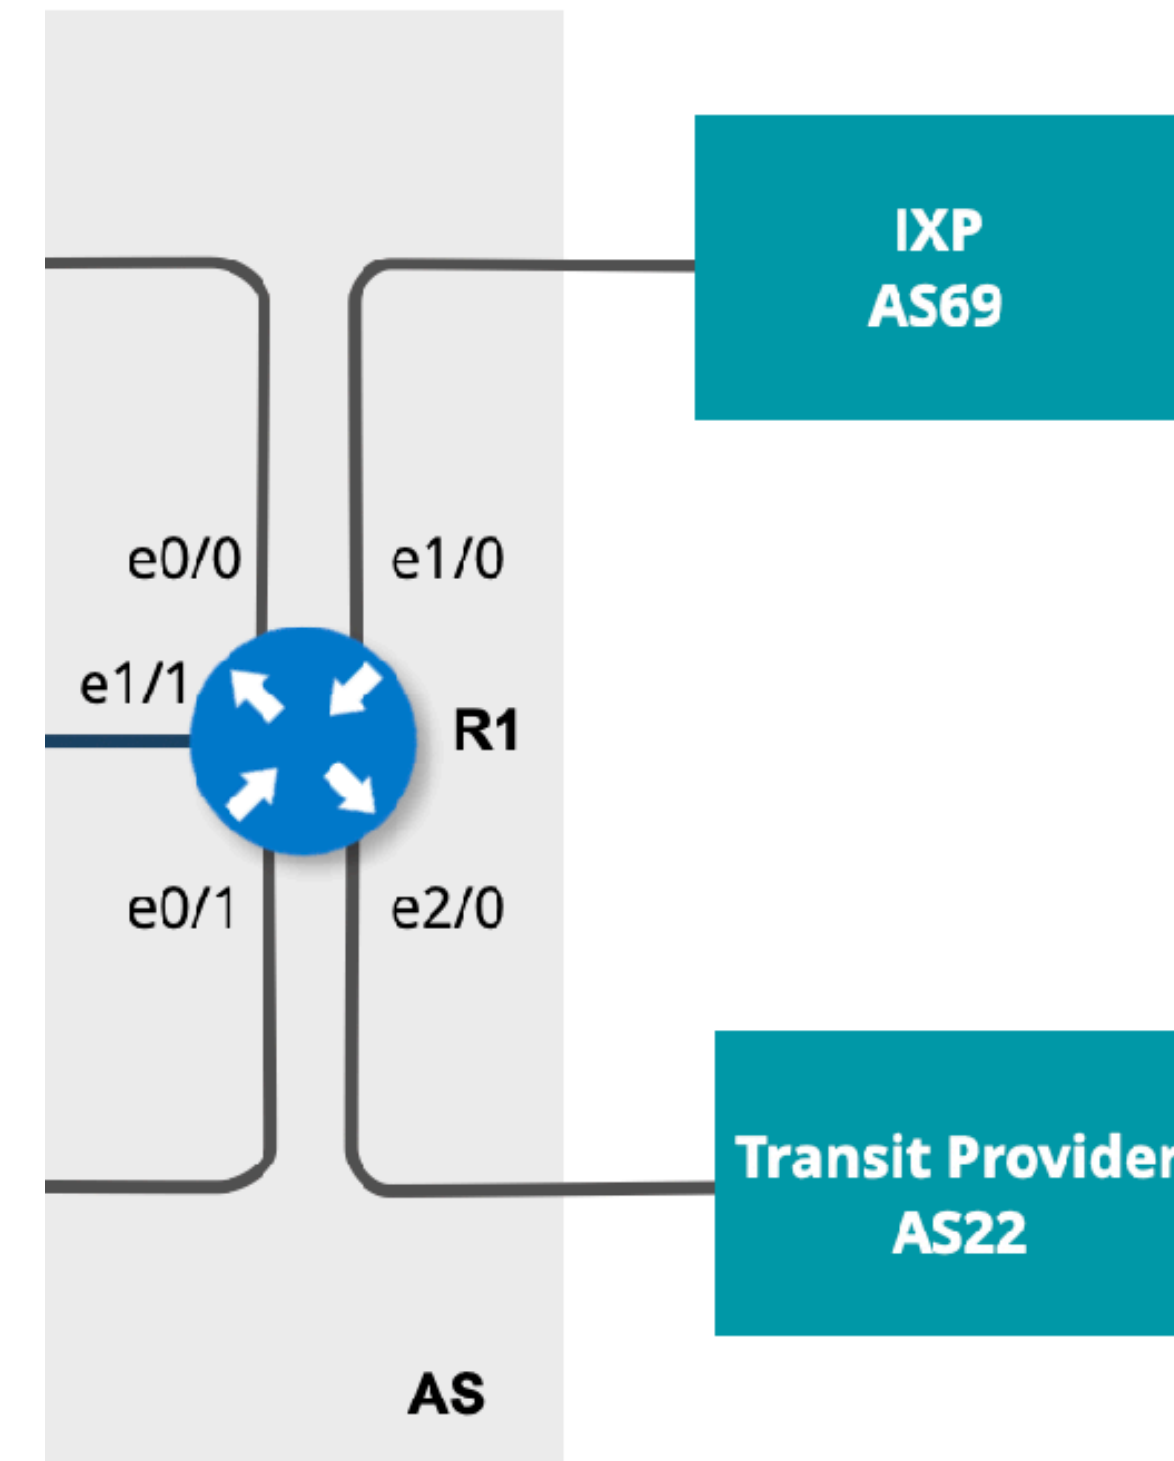 IXP
AS69
e0/0
e1/0
e1/1
R1
e0/1
e2/0
Transit Provider
AS22
AS